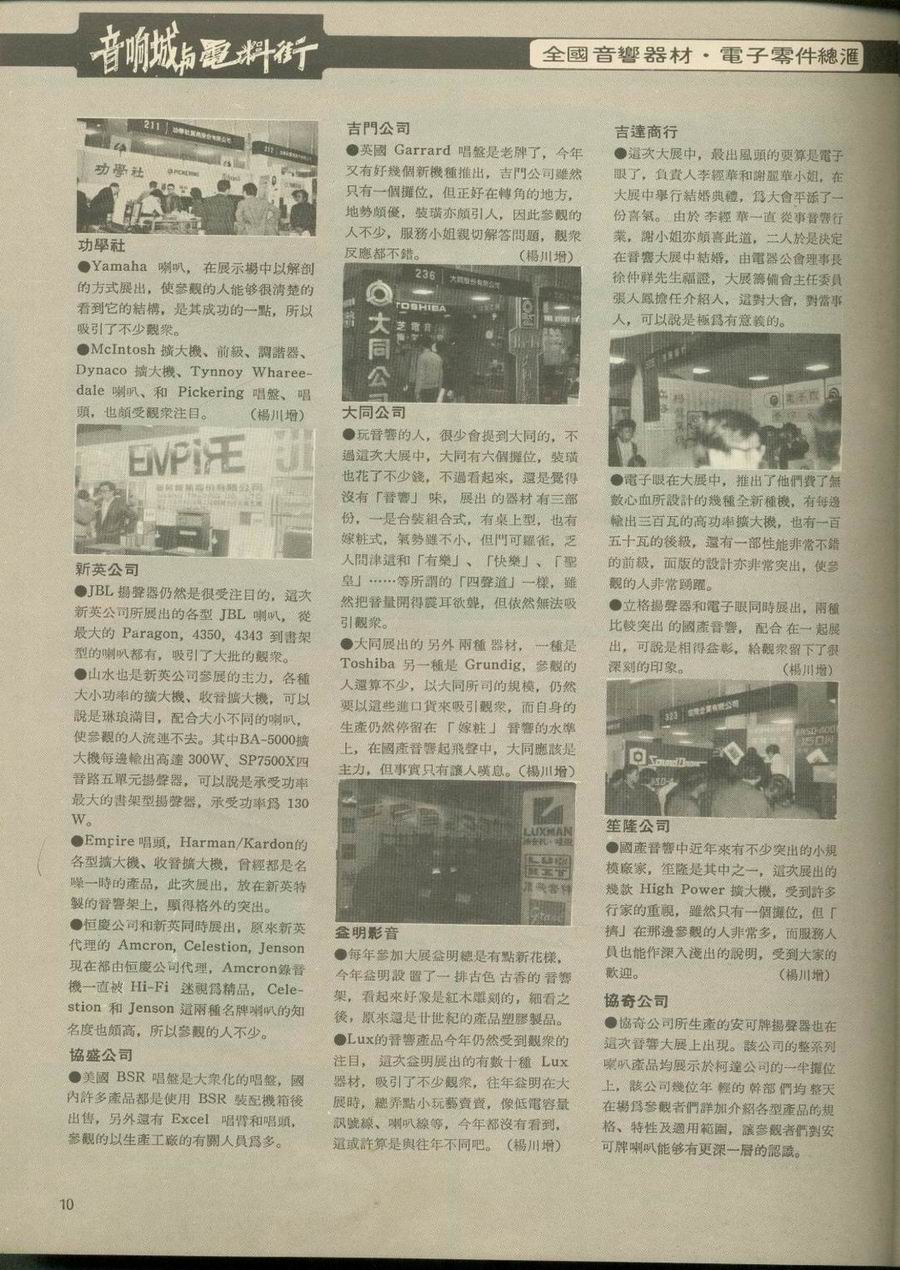 音响城与電料街
全國音響器材・電子零件總滙
211 功學社
功學社
PICKERING
功學社
●Yamaha 喇叭，在展示場中以解剖
的方式展出，使參觀的人能够很清楚的
看到它的結構，是其成功的一點，所以
吸引了不少觀衆。
●McIntosh 擴大機、前級、調諧器、
Dynaco 擴大機、Tynnoy Wharee-
dale 喇叭、和 Pickering 唱盤、唱
頭，也頗受觀衆注目。 （楊川增）
EMPIRE
新英公司
●JBL 揚聲器仍然是很受注目的，這次
新英公司所展出的各型 JBL 喇叭，從
最大的 Paragon, 4350, 4343 到書架
型的喇叭都有，吸引了大批的觀衆。
●山水也是新英公司參展的主力，各種
大小功率的擴大機、收音擴大機，可以
說是琳琅滿目，配合大小不同的喇叭，
使參觀的人流連不去。其中BA-5000擴
大機每邊輸出高達 300W、SP7500X四
音路五單元揚聲器，可以說是承受功率
最大的書架型揚聲器，承受功率爲 130
W。
●Empire 唱頭，Harman/Kardon的
各型擴大機、收音擴大機，曾經都是名
噪一時的產品，此次展出，放在新英特
製的音響架上，顯得格外的突出。
●恒慶公司和新英同時展出，原來新英
代理的 Amcron, Celestion, Jenson
現在都由恒慶公司代理，Amcron錄音
機一直被 Hi-Fi 迷視爲精品，Cele-
stion 和 Jenson 這兩種名牌喇叭的知
名度也頗高，所以參觀的人不少。
協盛公司
●美國 BSR 唱盤是大衆化的唱盤，國
內許多產品都是使用 BSR 裝配機箱後
出售，另外還有 Excel 唱臂和唱頭，
參觀的以生產工廠的有關人員爲多。
吉門公司
●英國 Garrard 唱盤是老牌了，今年
又有好幾個新機種推出，吉門公司雖然
只有一個攤位，但正好在轉角的地方，
地勢頗優，裝璜亦頗引人，因此參觀的
人不少，服務小姐親切解答問題，觀衆
反應都不錯。 （楊川增）
236 大同股份有限公司
TOSHIBA
大同公司
大同公司
●玩音響的人，很少會提到大同的，不
過這次大展中，大同有六個攤位，裝璜
也花了不少錢，不過看起來，還是覺得
沒有「音響」味，展出的器材有三部
份，一是台裝組合式，有桌上型，也有
嫁粧式，氣勢雖不小，但門可羅雀，乏
人問津這和「有樂」、「快樂」、「聖
皇」……等所謂的「四聲道」一樣，雖
然把音量開得震耳欲聾，但依然無法吸
引觀衆。
●大同展出的另外兩種器材，一種是
Toshiba 另一種是 Grundig，參觀的
人還算不少，以大同所司的規模，仍然
要以這些進口貨來吸引觀衆，而自身的
生產仍然停留在「嫁粧」音響的水準
上，在國產音響起飛聲中，大同應該是
主力，但事實只有讓人嘆息。（楊川增）
LUXMAN
LUX
KIT
益明影音
●每年參加大展益明總是有點新花樣，
今年益明設置了一排古色古香的音響
架，看起來好象是紅木雕刻的，細看之
後，原來還是廿世紀的產品塑膠製品。
●Lux的音響產品今年仍然受到觀衆的
注目，這次益明展出的有數十種 Lux
器材，吸引了不少觀衆，往年益明在大
展時，總弄點小玩藝賣賣，像低電容量
訊號線、喇叭線等，今年都沒有看到，
這或許算是與往年不同吧。（楊川增）
吉達商行
●這次大展中，最出風頭的要算是電子
眼了，負責人李經華和謝麗華小姐，在
大展中舉行結婚典禮，爲大會平添了一
份喜氣。由於李經華一直從事音響行
業，謝小姐亦頗喜此道，二人於是決定
在音響大展中結婚，由電器公會理事長
徐仲祥先生福證，大展籌備會主任委員
張人鳳擔任介紹人，這對大會，對當事
人，可以說是極爲有意義的。
電子眼
●電子眼在大展中，推出了他們費了無
數心血所設計的幾種全新種機，有每邊
輸出三百瓦的高功率擴大機，也有一百
五十瓦的後級，還有一部性能非常不錯
的前級，面版的設計亦非常突出，使參
觀的人非常踴躍。
●立格揚聲器和電子眼同時展出，兩種
比較突出的國產音響，配合在一起展
出，可說是相得益彰，給觀衆留下了很
深刻的印象。 （楊川增）
笙隆公司
●國產音響中近年來有不少突出的小規
模廠家，笙隆是其中之一，這次展出的
幾款 High Power 擴大機，受到許多
行家的重視，雖然只有一個攤位，但「
擠」在那邊參觀的人非常多，而服務人
員也能作深入淺出的說明，受到大家的
歡迎。 （楊川增）
協奇公司
●協奇公司所生產的安可牌揚聲器也在
這次音響大展上出現。該公司的整系列
喇叭產品均展示於柯達公司的一半攤位
上，該公司幾位年輕的幹部們均整天
在場爲參觀者們詳加介紹各型產品的規
格、特性及適用範圍，讓參觀者們對安
可牌喇叭能够有更深一層的認識。
10